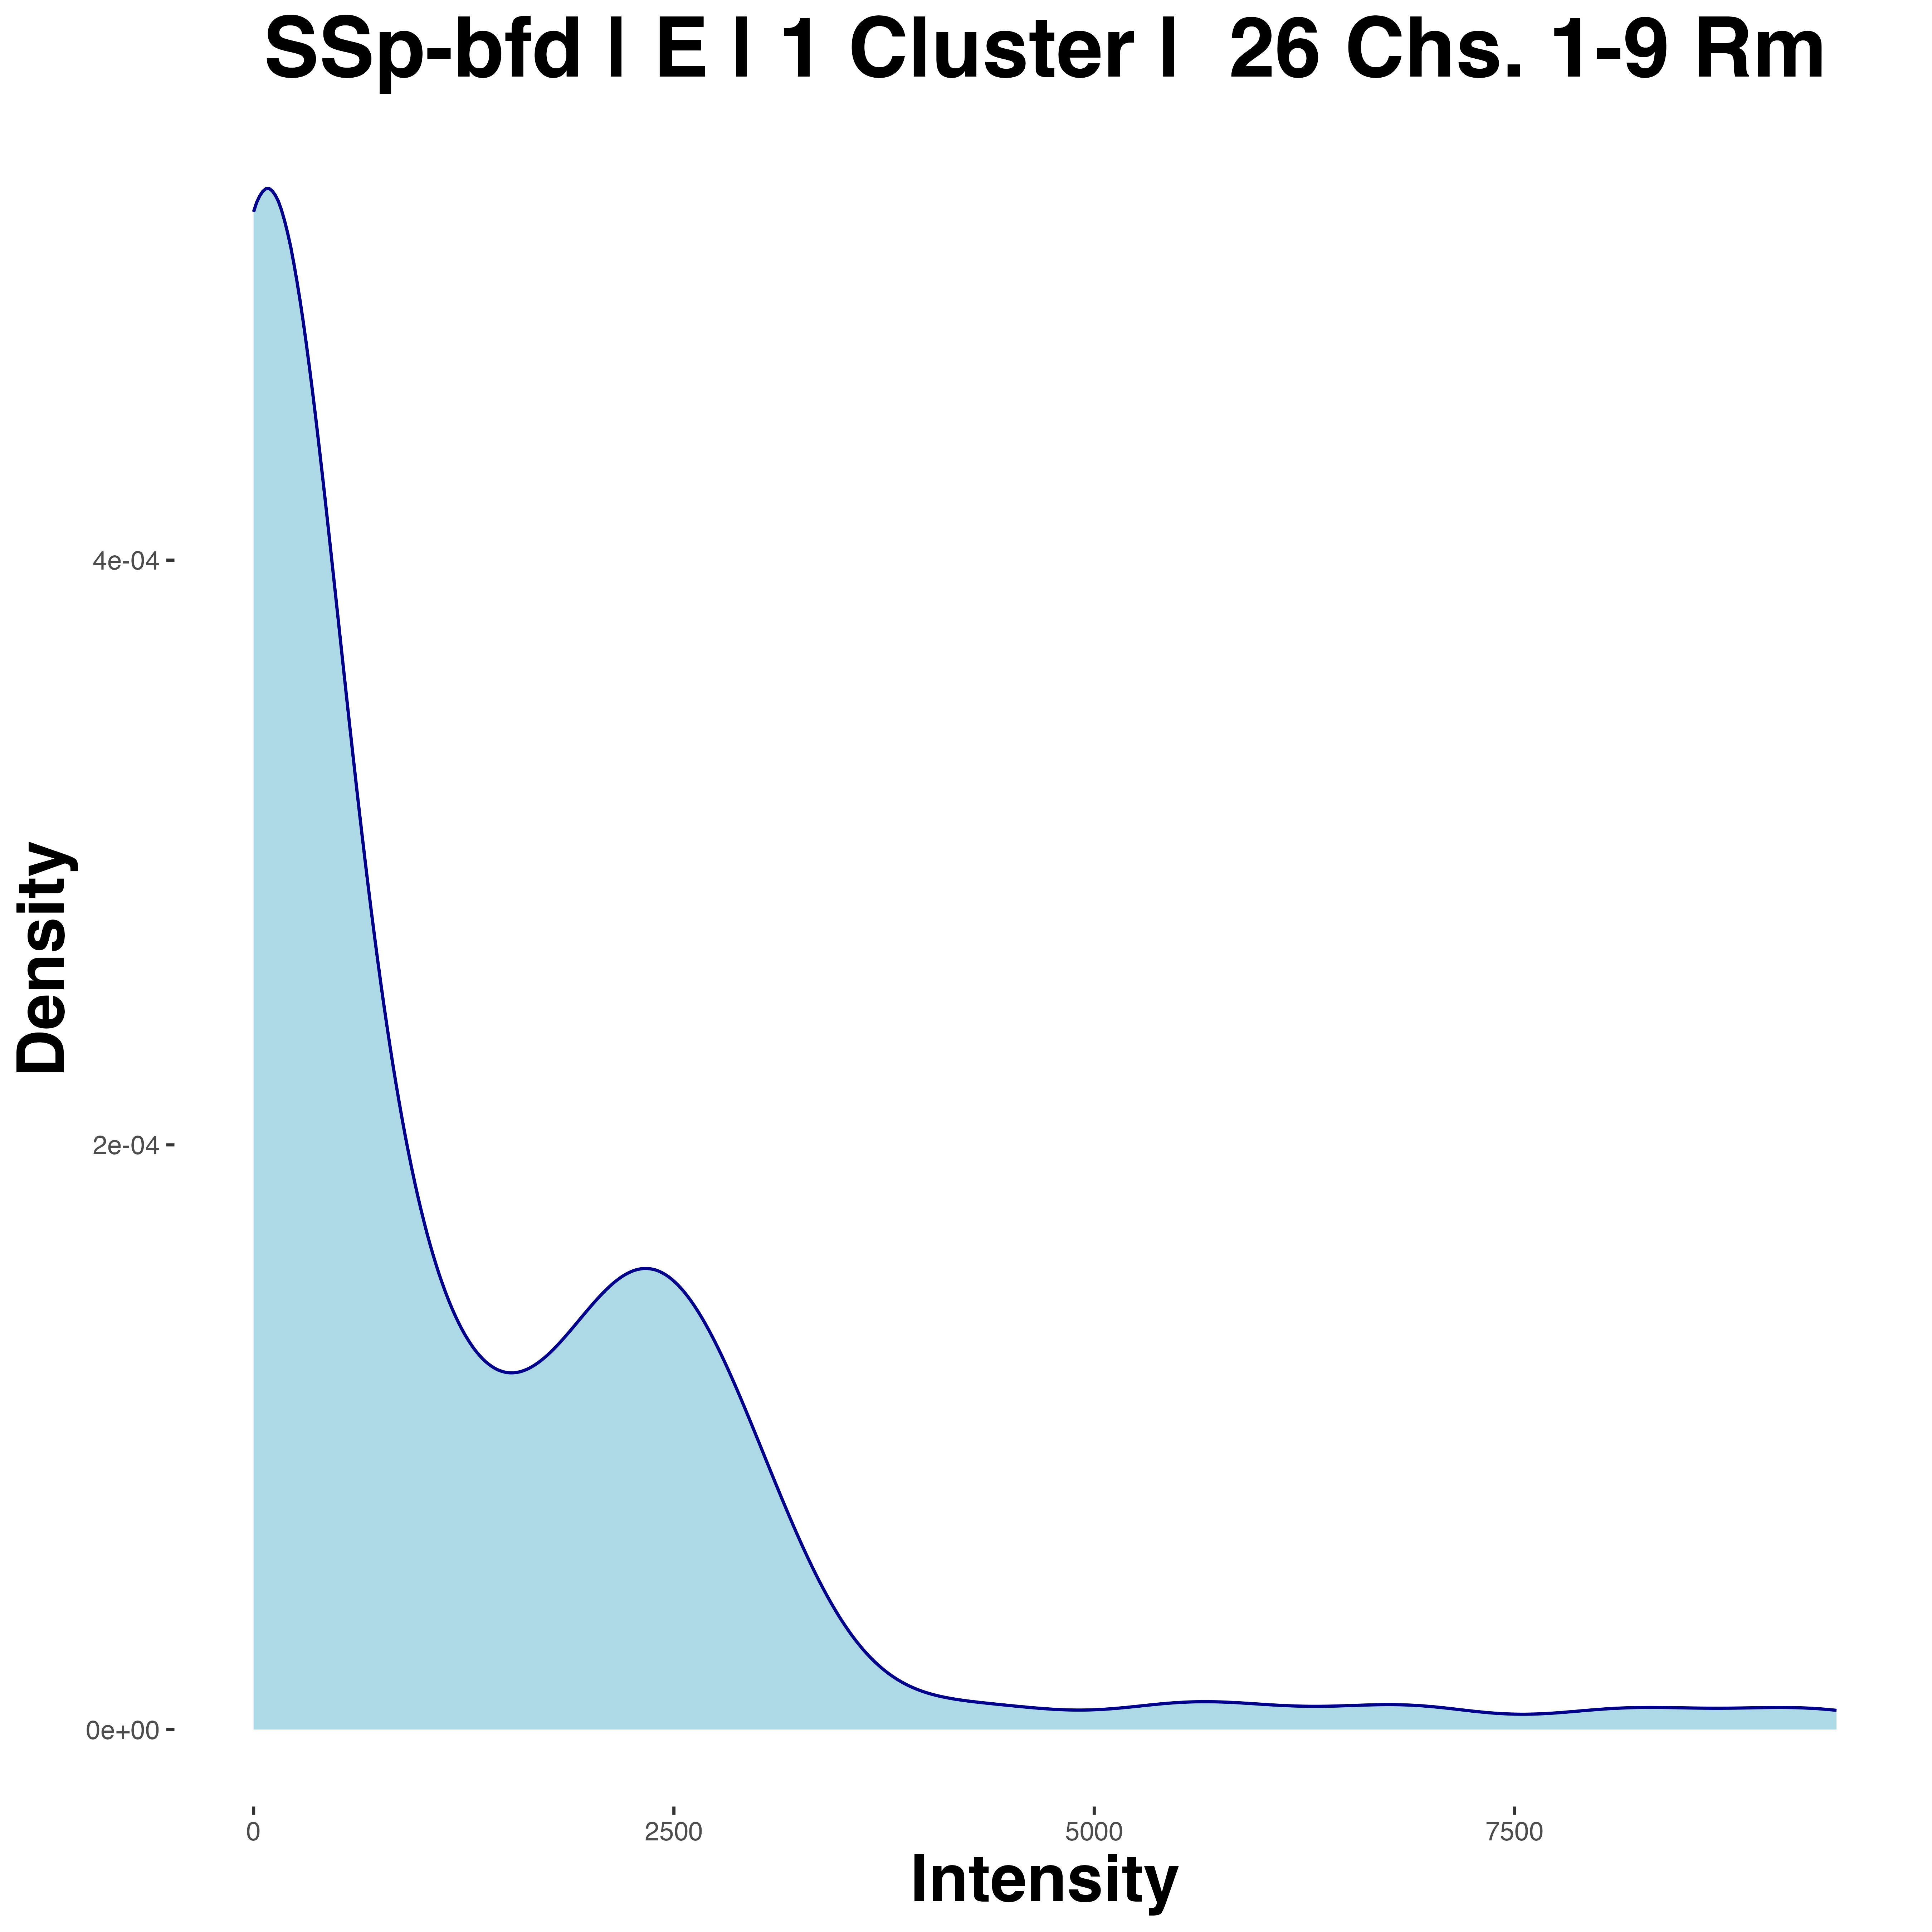 SSp-bfd | E | 1 Cluster |  26 Chs. 1-9 Rm
Density
4e-04
2e-04
0e+00
0
2500
5000
7500
Intensity